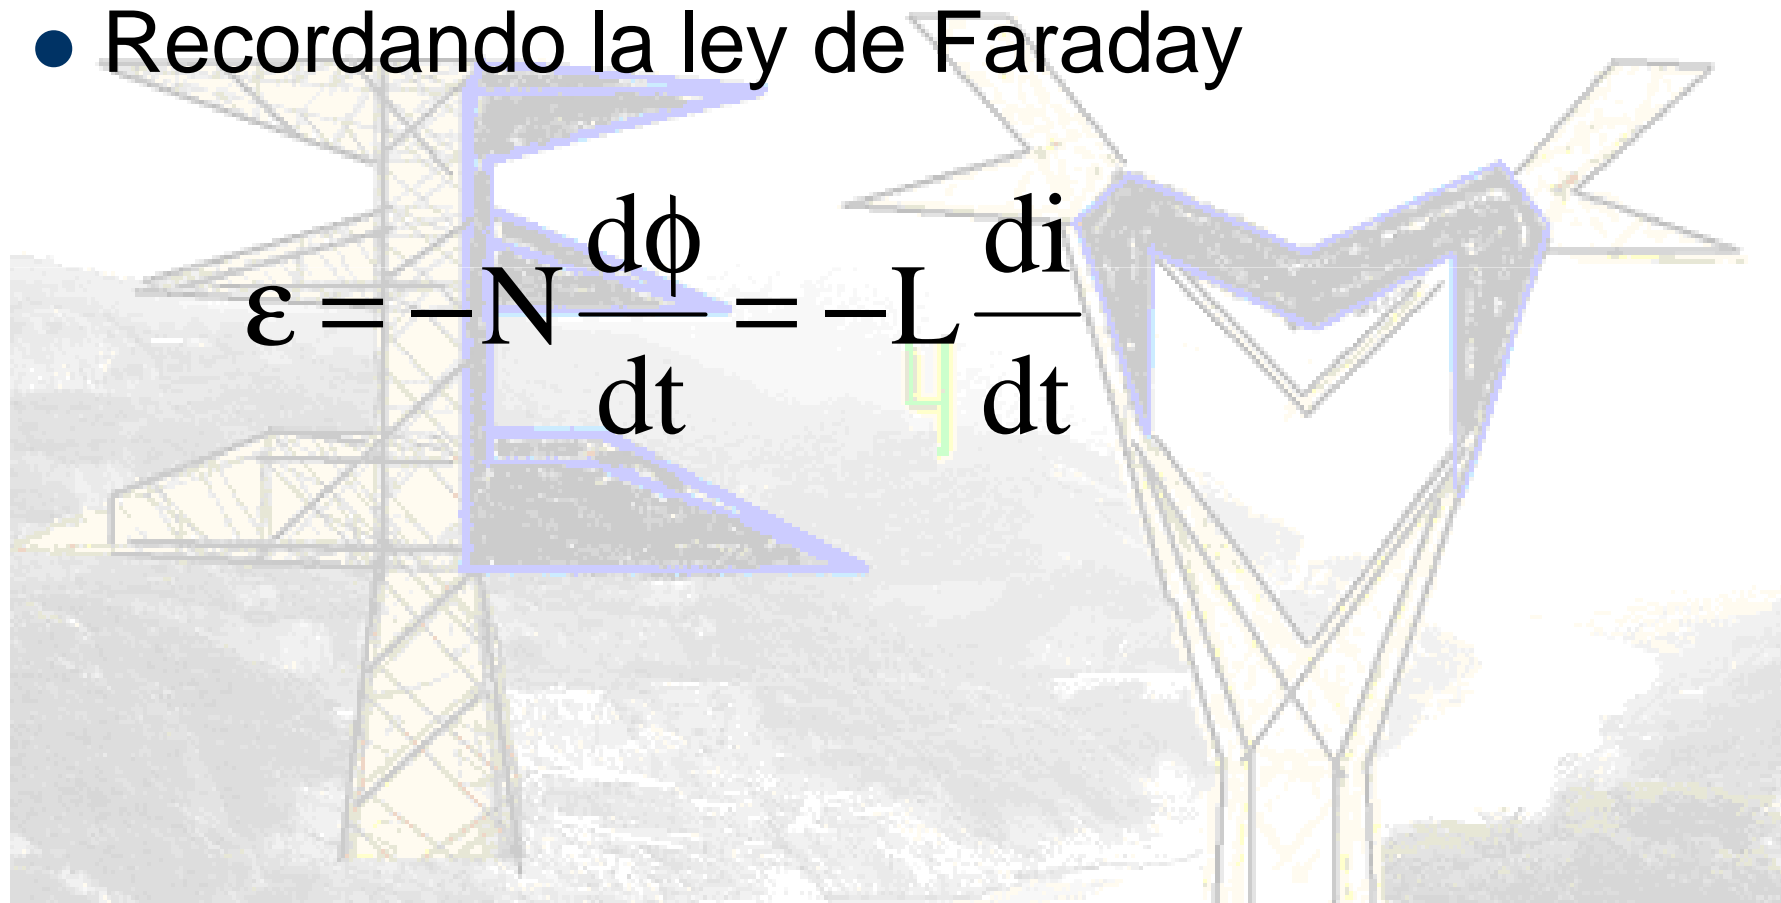 ● Recordando la ley de Faraday
ε = −N dϕ/dt = −L di/dt